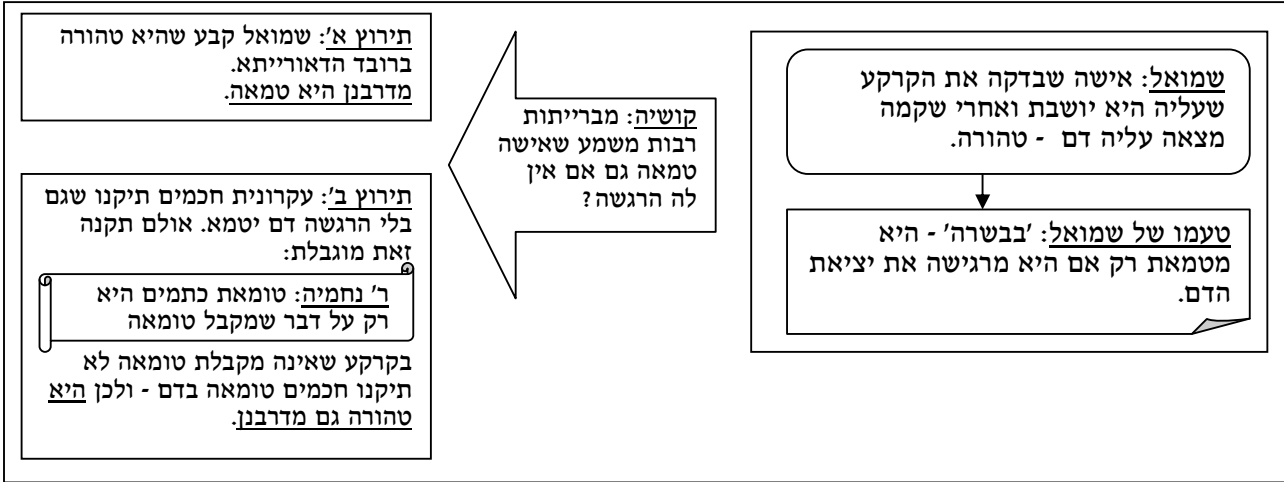 שמואל: אישה שבדקה את הקרקע
שעליה היא יושבת ואחרי שקמה
מצאה עליה דם - טהורה.
טעמו של שמואל: 'בבשרה' - היא
מטמאת רק אם היא מרגישה את יציאת
הדם.
קושיה: מברייתות
רבות משמע שאישה
טמאה גם אם אין
לה הרגשה?
תירוץ א': שמואל קבע שהיא טהורה
ברובד הדאורייתא.
מדרבנן היא טמאה.
תירוץ ב': עקרונית חכמים תיקנו שגם
בלי הרגשה דם יטמא. אולם תקנה
זאת מוגבלת:
ר' נחמיה: טומאת כתמים היא
רק על דבר שמקבל טומאה
בקרקע שאינה מקבלת טומאה לא
תיקנו חכמים טומאה בדם - ולכן היא
טהורה גם מדרבנן.